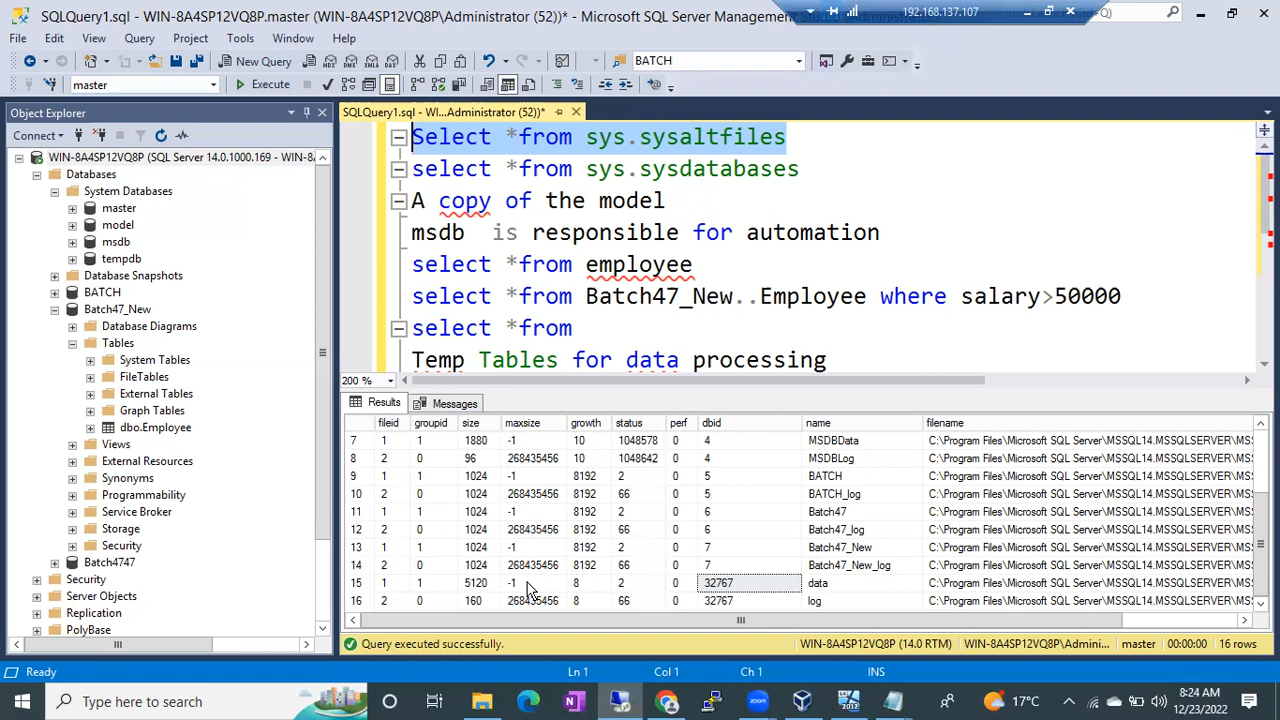 SQLQuery1.sql - WIN-8A4SP12VQ8P.master (WIN-8A4SP12VQ8P\Administrator (52))* - Microsoft SQL Server Management Studio
192.168.137.107
File Edit View Query Project Tools Window Help
New Query
MDX DMX XMLA DAX
BATCH
master
Execute
Object Explorer
SQLQuery1.sql - WI...Administrator (52))*
Connect
WIN-8A4SP12VQ8P (SQL Server 14.0.1000.169 - WIN-8A
Databases
System Databases
master
model
msdb
tempdb
Database Snapshots
BATCH
Batch47_New
Database Diagrams
Tables
System Tables
FileTables
External Tables
Graph Tables
dbo.Employee
Views
External Resources
Synonyms
Programmability
Service Broker
Storage
Security
Batch4747
Security
Server Objects
Replication
PolyBase
Select *from sys.sysaltfiles
select *from sys.sysdatabases
A copy of the model
msdb is responsible for automation
select *from employee
select *from Batch47_New..Employee where salary>50000
select *from
Temp Tables for data processing
200 %
Results Messages
fileid groupid size maxsize growth status perf dbid name filename
7 1 1 1880 -1 10 1048578 0 4 MSDBData C:\Program Files\Microsoft SQL Server\MSSQL14.MSSQLSERVER\MSS
8 2 0 96 268435456 10 1048642 0 4 MSDBLog C:\Program Files\Microsoft SQL Server\MSSQL14.MSSQLSERVER\MSS
9 1 1 1024 -1 8192 2 0 5 BATCH C:\Program Files\Microsoft SQL Server\MSSQL14.MSSQLSERVER\MSS
10 2 0 1024 268435456 8192 66 0 5 BATCH_log C:\Program Files\Microsoft SQL Server\MSSQL14.MSSQLSERVER\MSS
11 1 1 1024 -1 8192 2 0 6 Batch47 C:\Program Files\Microsoft SQL Server\MSSQL14.MSSQLSERVER\MSS
12 2 0 1024 268435456 8192 66 0 6 Batch47_log C:\Program Files\Microsoft SQL Server\MSSQL14.MSSQLSERVER\MSS
13 1 1 1024 -1 8192 2 0 7 Batch47_New C:\Program Files\Microsoft SQL Server\MSSQL14.MSSQLSERVER\MSS
14 2 0 1024 268435456 8192 66 0 7 Batch47_New_log C:\Program Files\Microsoft SQL Server\MSSQL14.MSSQLSERVER\MSS
15 1 1 5120 -1 8 2 0 32767 data C:\Program Files\Microsoft SQL Server\MSSQL14.MSSQLSERVER\MSS
16 2 0 160 268435456 8 66 0 32767 log C:\Program Files\Microsoft SQL Server\MSSQL14.MSSQLSERVER\MSS
Query executed successfully. WIN-8A4SP12VQ8P (14.0 RTM) WIN-8A4SP12VQ8P\Admini... master 00:00:00 16 rows
Ready Ln 1 Col 1 Ch 1 INS
Type here to search
zoom
2017
17°C
8:24 AM
12/23/2022